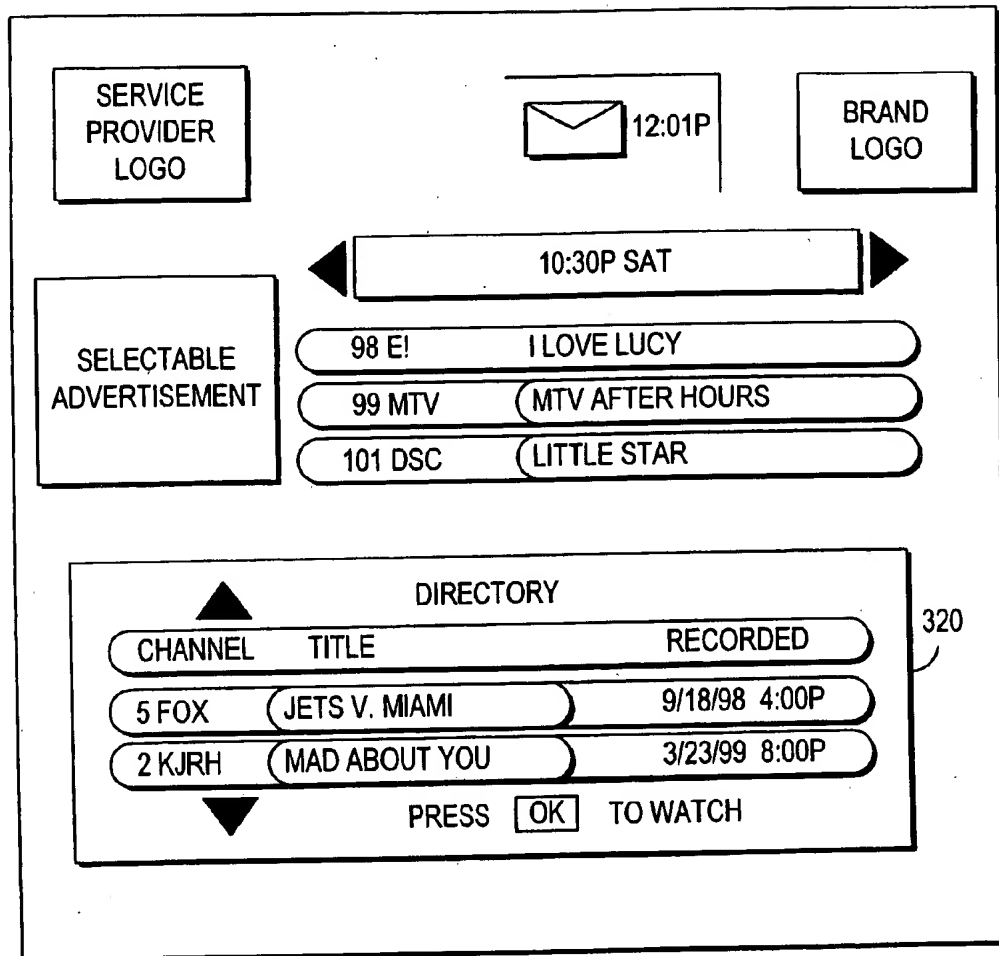 SERVICE
PROVIDER
LOGO
12:01P
BRAND
LOGO
10:30P SAT
SELECTABLE
ADVERTISEMENT
98 E! I LOVE LUCY
99 MTV MTV AFTER HOURS
101 DSC LITTLE STAR
DIRECTORY
CHANNEL TITLE RECORDED
5 FOX JETS V. MIAMI 9/18/98 4:00P
2 KJRH MAD ABOUT YOU 3/23/99 8:00P
PRESS OK TO WATCH
320